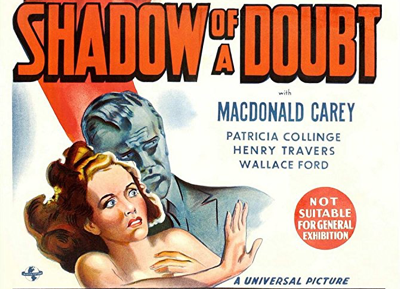 SHADOW OF A DOUBT
with
MACDONALD CAREY
PATRICIA COLLINGE
HENRY TRAVERS
WALLACE FORD
NOT
SUITABLE
FOR GENERAL
EXHIBITION
A UNIVERSAL PICTURE